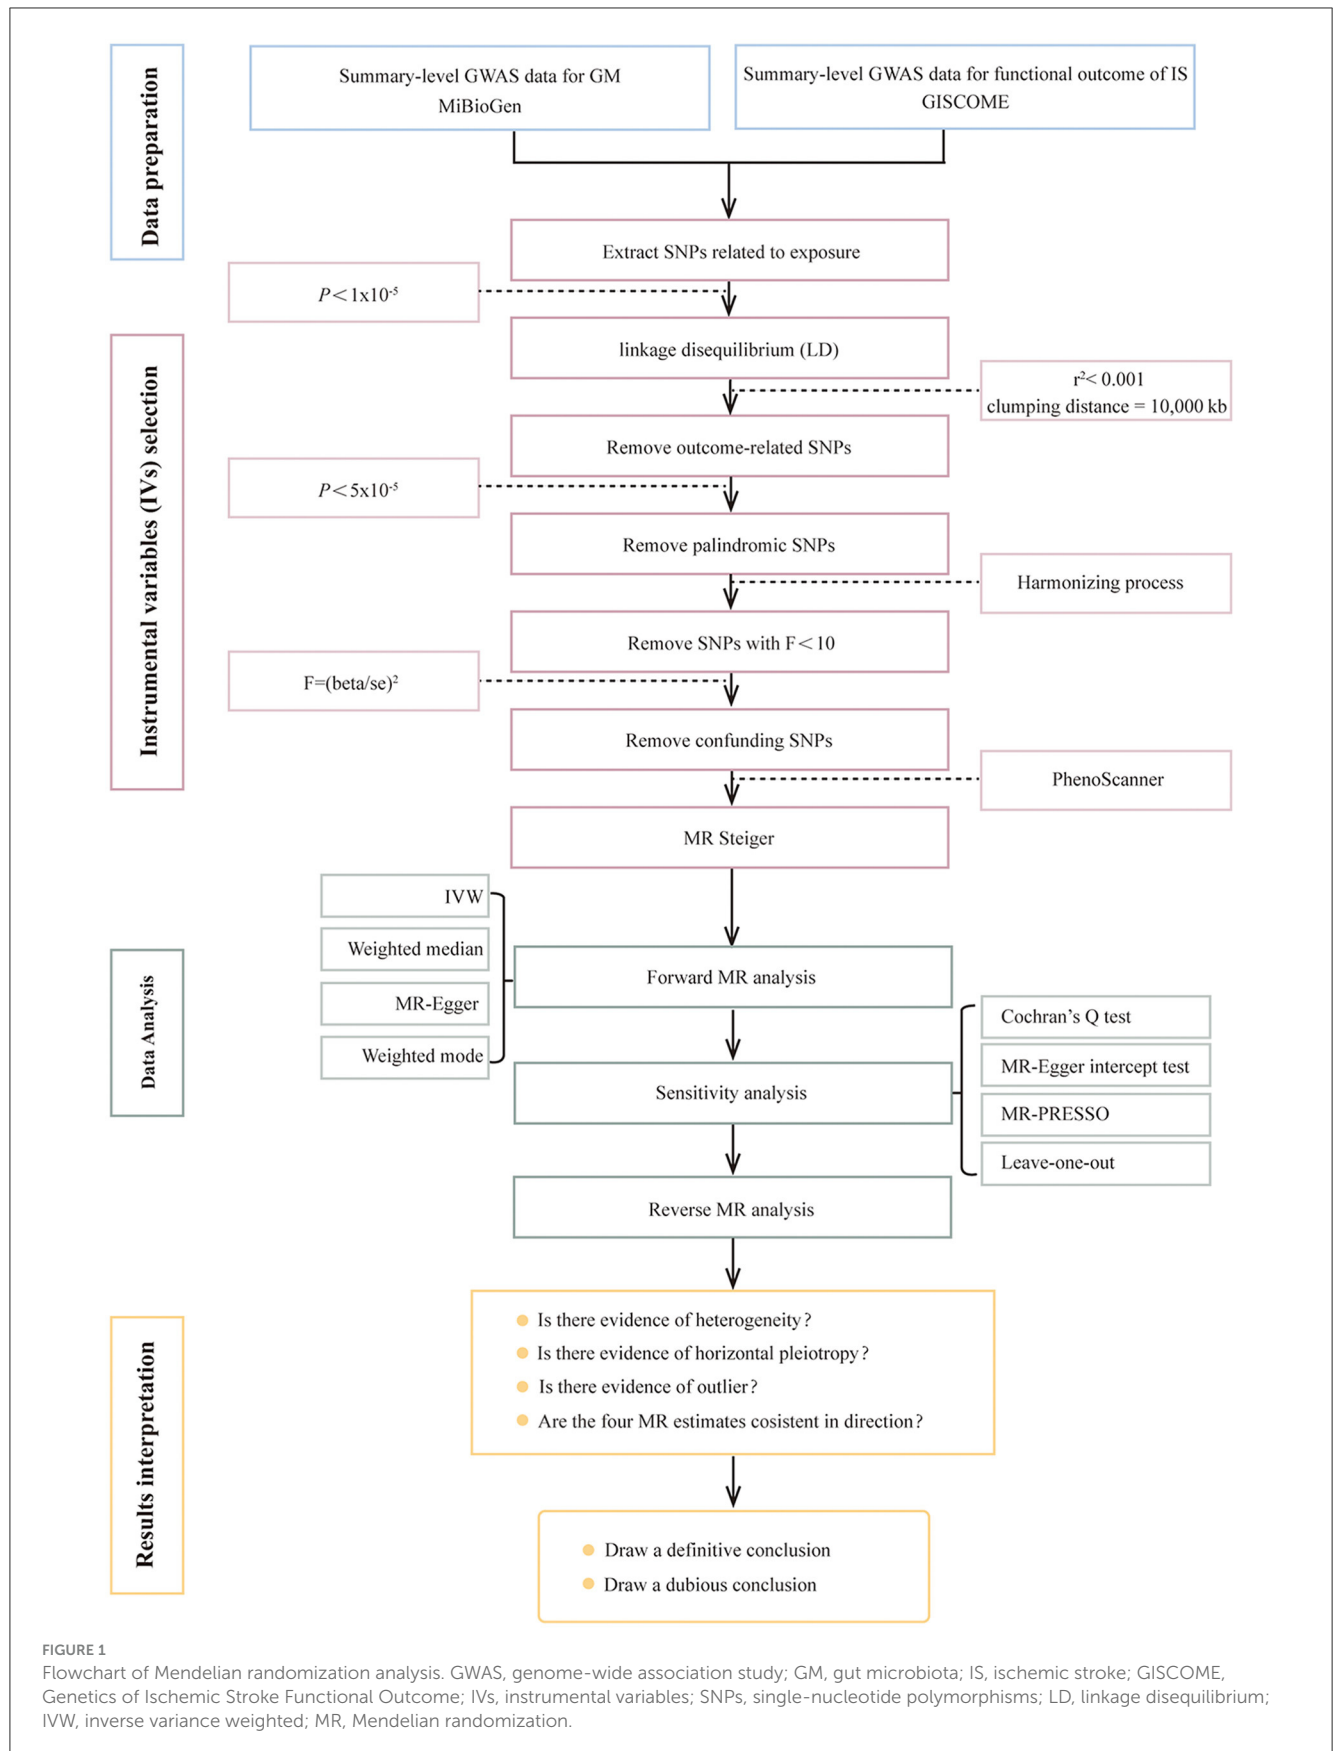 Data preparation
Summary-level GWAS data for GM
MiBioGen
Summary-level GWAS data for functional outcome of IS
GISCOME
Extract SNPs related to exposure
P<1x10⁻⁵
Instrumental variables (IVs) selection
linkage disequilibrium (LD)
r²< 0.001
clumping distance = 10,000 kb
Remove outcome-related SNPs
P<5x10⁻⁵
Remove palindromic SNPs
Harmonizing process
Remove SNPs with F<10
F=(beta/se)²
Remove confunding SNPs
PhenoScanner
MR Steiger
Data Analysis
IVW
Weighted median
MR-Egger
Weighted mode
Forward MR analysis
Sensitivity analysis
Cochran's Q test
MR-Egger intercept test
MR-PRESSO
Leave-one-out
Reverse MR analysis
Results interpretation
Is there evidence of heterogeneity?
Is there evidence of horizontal pleiotropy?
Is there evidence of outlier?
Are the four MR estimates cosistent in direction?
Draw a definitive conclusion
Draw a dubious conclusion
FIGURE 1
Flowchart of Mendelian randomization analysis. GWAS, genome-wide association study; GM, gut microbiota; IS, ischemic stroke; GISCOME,
Genetics of Ischemic Stroke Functional Outcome; IVs, instrumental variables; SNPs, single-nucleotide polymorphisms; LD, linkage disequilibrium;
IVW, inverse variance weighted; MR, Mendelian randomization.